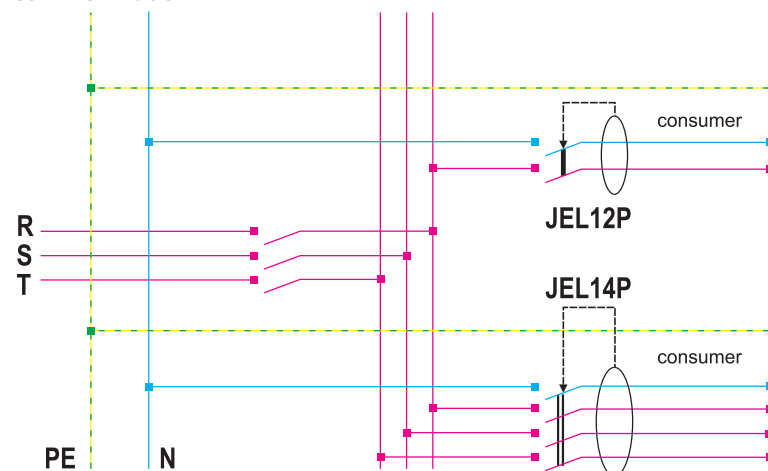 consumer
JEL12P
R
S
T
JEL14P
consumer
PE N